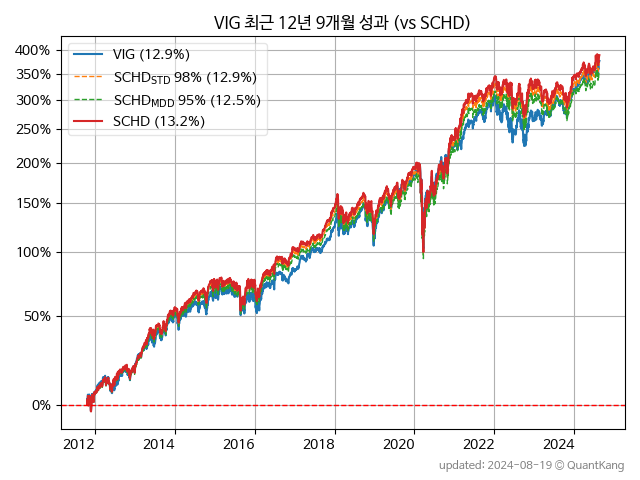 VIG 최근 12년 9개월 성과 (vs SCHD)
VIG (12.9%)
SCHD_STD 98% (12.9%)
SCHD_MDD 95% (12.5%)
SCHD (13.2%)
400%
350%
300%
250%
200%
150%
100%
50%
0%
2012 2014 2016 2018 2020 2022 2024
updated: 2024-08-19 © QuantKang